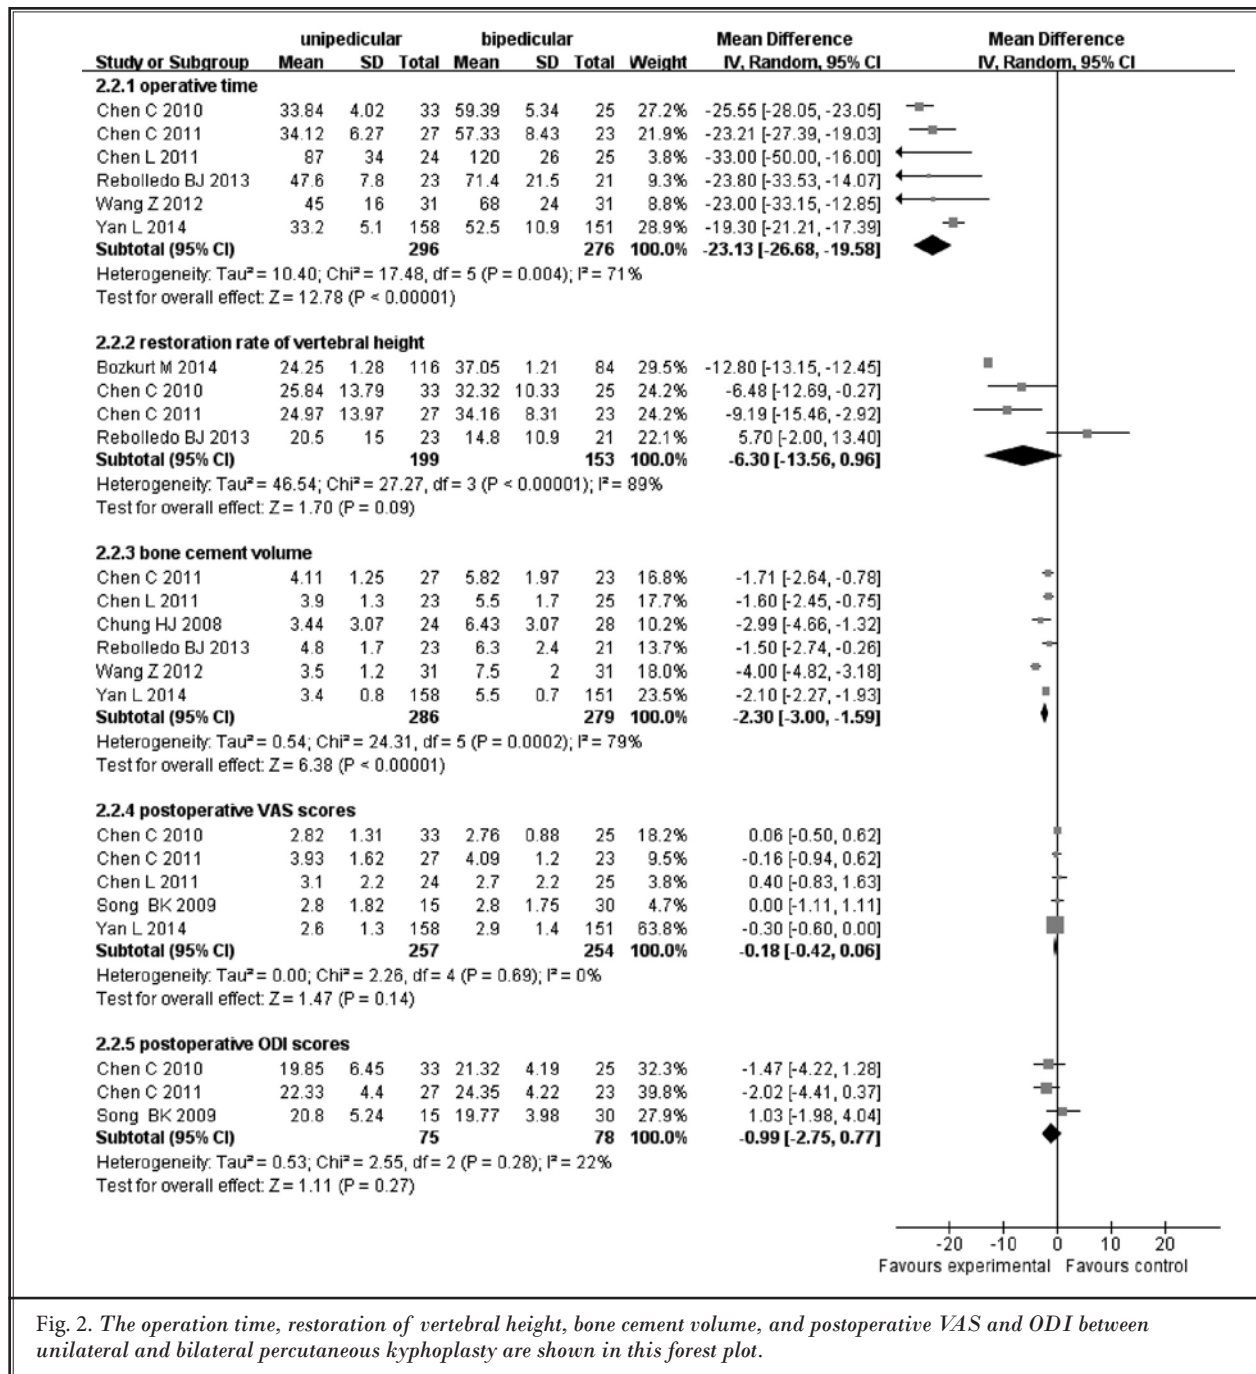 unipedicular bipedicular Mean Difference Mean Difference
Study or Subgroup Mean SD Total Mean SD Total Weight IV, Random, 95% CI IV, Random, 95% CI
2.2.1 operative time
Chen C 2010 33.84 4.02 33 59.39 5.34 25 27.2% -25.55 [-28.05, -23.05]
Chen C 2011 34.12 6.27 27 57.33 8.43 23 21.9% -23.21 [-27.39, -19.03]
Chen L 2011 87 34 24 120 26 25 3.8% -33.00 [-50.00, -16.00]
Rebolledo BJ 2013 47.6 7.8 23 71.4 21.5 21 9.3% -23.80 [-33.53, -14.07]
Wang Z 2012 45 16 31 68 24 31 8.8% -23.00 [-33.15, -12.85]
Yan L 2014 33.2 5.1 158 52.5 10.9 151 28.9% -19.30 [-21.21, -17.39]
Subtotal (95% CI) 296 276 100.0% -23.13 [-26.68, -19.58]
Heterogeneity: Tau² = 10.40; Chi² = 17.48, df = 5 (P = 0.004); I² = 71%
Test for overall effect: Z = 12.78 (P < 0.00001)
2.2.2 restoration rate of vertebral height
Bozkurt M 2014 24.25 1.28 116 37.05 1.21 84 29.5% -12.80 [-13.15, -12.45]
Chen C 2010 25.84 13.79 33 32.32 10.33 25 24.2% -6.48 [-12.69, -0.27]
Chen C 2011 24.97 13.97 27 34.16 8.31 23 24.2% -9.19 [-15.46, -2.92]
Rebolledo BJ 2013 20.5 15 23 14.8 10.9 21 22.1% 5.70 [-2.00, 13.40]
Subtotal (95% CI) 199 153 100.0% -6.30 [-13.56, 0.96]
Heterogeneity: Tau² = 46.54; Chi² = 27.27, df = 3 (P < 0.00001); I² = 89%
Test for overall effect: Z = 1.70 (P = 0.09)
2.2.3 bone cement volume
Chen C 2011 4.11 1.25 27 5.82 1.97 23 16.8% -1.71 [-2.64, -0.78]
Chen L 2011 3.9 1.3 23 5.5 1.7 25 17.7% -1.60 [-2.45, -0.75]
Chung HJ 2008 3.44 3.07 24 6.43 3.07 28 10.2% -2.99 [-4.66, -1.32]
Rebolledo BJ 2013 4.8 1.7 23 6.3 2.4 21 13.7% -1.50 [-2.74, -0.26]
Wang Z 2012 3.5 1.2 31 7.5 2 31 18.0% -4.00 [-4.82, -3.18]
Yan L 2014 3.4 0.8 158 5.5 0.7 151 23.5% -2.10 [-2.27, -1.93]
Subtotal (95% CI) 286 279 100.0% -2.30 [-3.00, -1.59]
Heterogeneity: Tau² = 0.54; Chi² = 24.31, df = 5 (P = 0.0002); I² = 79%
Test for overall effect: Z = 6.38 (P < 0.00001)
2.2.4 postoperative VAS scores
Chen C 2010 2.82 1.31 33 2.76 0.88 25 18.2% 0.06 [-0.50, 0.62]
Chen C 2011 3.93 1.62 27 4.09 1.2 23 9.5% -0.16 [-0.94, 0.62]
Chen L 2011 3.1 2.2 24 2.7 2.2 25 3.8% 0.40 [-0.83, 1.63]
Song BK 2009 2.8 1.82 15 2.8 1.75 30 4.7% 0.00 [-1.11, 1.11]
Yan L 2014 2.6 1.3 158 2.9 1.4 151 63.8% -0.30 [-0.60, 0.00]
Subtotal (95% CI) 257 254 100.0% -0.18 [-0.42, 0.06]
Heterogeneity: Tau² = 0.00; Chi² = 2.26, df = 4 (P = 0.69); I² = 0%
Test for overall effect: Z = 1.47 (P = 0.14)
2.2.5 postoperative ODI scores
Chen C 2010 19.85 6.45 33 21.32 4.19 25 32.3% -1.47 [-4.22, 1.28]
Chen C 2011 22.33 4.4 27 24.35 4.22 23 39.8% -2.02 [-4.41, 0.37]
Song BK 2009 20.8 5.24 15 19.77 3.98 30 27.9% 1.03 [-1.98, 4.04]
Subtotal (95% CI) 75 78 100.0% -0.99 [-2.75, 0.77]
Heterogeneity: Tau² = 0.53; Chi² = 2.55, df = 2 (P = 0.28); I² = 22%
Test for overall effect: Z = 1.11 (P = 0.27)
-20 -10 0 10 20
Favours experimental Favours control
Fig. 2. The operation time, restoration of vertebral height, bone cement volume, and postoperative VAS and ODI between
unilateral and bilateral percutaneous kyphoplasty are shown in this forest plot.